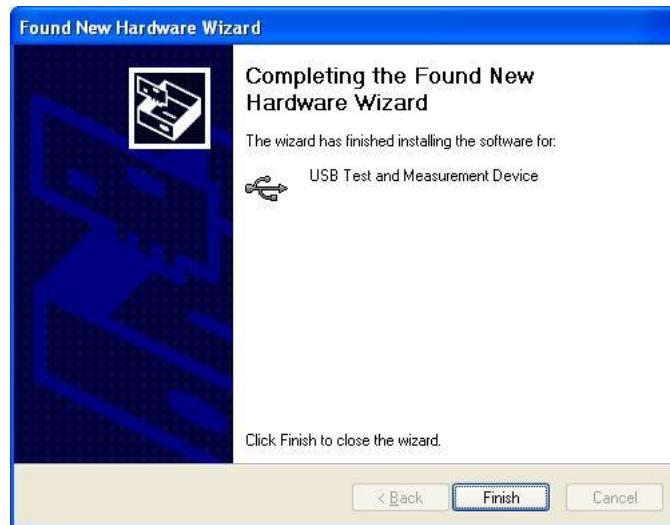 Found New Hardware Wizard
Completing the Found New
Hardware Wizard
The wizard has finished installing the software for:
USB Test and Measurement Device
Click Finish to close the wizard.
< Back
Finish
Cancel